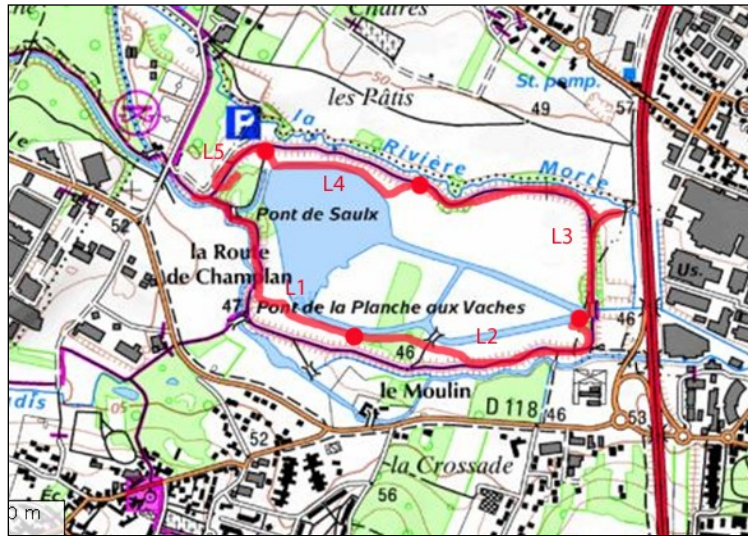 Chaîres
les Pâtis
50
St. pomp.
49
57
P
la
Rivière
Morte
L5
L4
52
Pont de Saulx
L3
la Route
de Champlan
L1
Us.
47
Pont de la Planche aux Vaches
46
46
L2
le Moulin
D 118
46
52
53
la Crossade
Éc.
56
0 m